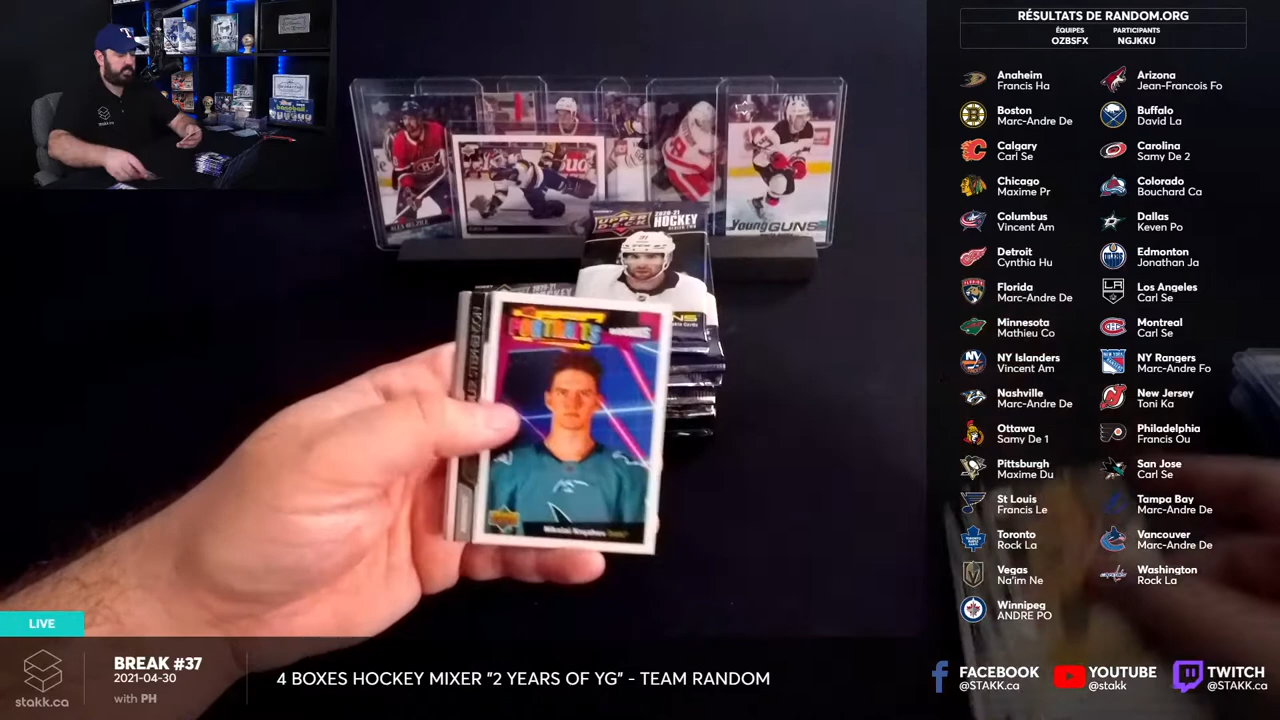 RÉSULTATS DE RANDOM.ORG
ÉQUIPES
OZBSFX
PARTICIPANTS
NGJKKU
Anaheim
Francis Ha
Arizona
Jean-Francois Fo
Boston
Marc-Andre De
Buffalo
David La
Calgary
Carl Se
Carolina
Samy De 2
Chicago
Maxime Pr
Colorado
Bouchard Ca
Columbus
Vincent Am
Dallas
Keven Po
Detroit
Cynthia Hu
Edmonton
Jonathan Ja
Florida
Marc-Andre De
Los Angeles
Carl Se
Minnesota
Mathieu Co
Montreal
Carl Se
NY Islanders
Vincent Am
NY Rangers
Marc-Andre Fo
Nashville
Marc-Andre De
New Jersey
Toni Ka
Ottawa
Samy De 1
Philadelphia
Francis Ou
Pittsburgh
Maxime Du
San Jose
Carl Se
St Louis
Francis Le
Tampa Bay
Marc-Andre De
Toronto
Rock La
Vancouver
Marc-Andre De
Vegas
Na'im Ne
Washington
Rock La
Winnipeg
ANDRE PO
ALEX BELZILE
Young GUNS
UPPER DECK
2020-21
HOCKEY
PORTRAITS
LIVE
stakk.ca
BREAK #37
2021-04-30
with PH
4 BOXES HOCKEY MIXER "2 YEARS OF YG" - TEAM RANDOM
FACEBOOK
@STAKK.ca
YOUTUBE
@stakk
TWITCH
@STAKK.ca